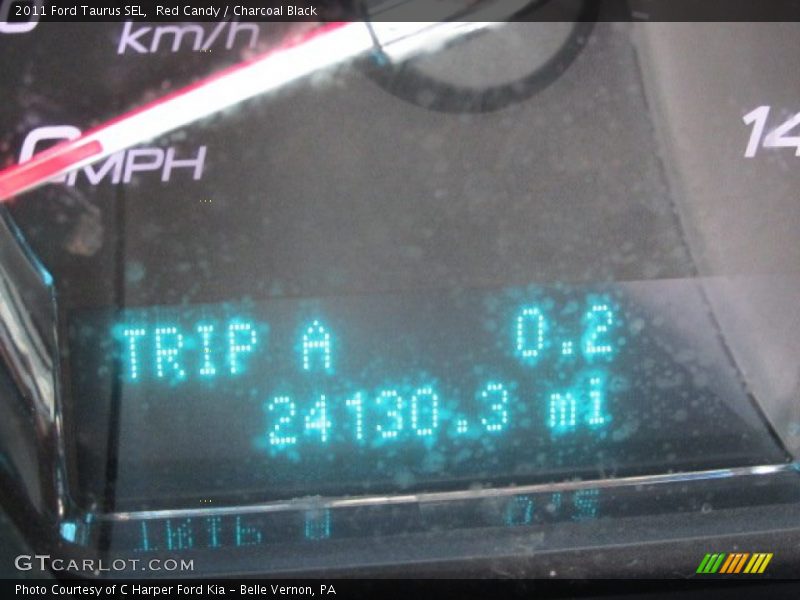 2011 Ford Taurus SEL,  Red Candy / Charcoal Black
km/h
MPH
14
TRIP A 0.2
24130.3 mi
GTCARLOT.COM
Photo Courtesy of C Harper Ford Kia – Belle Vernon, PA